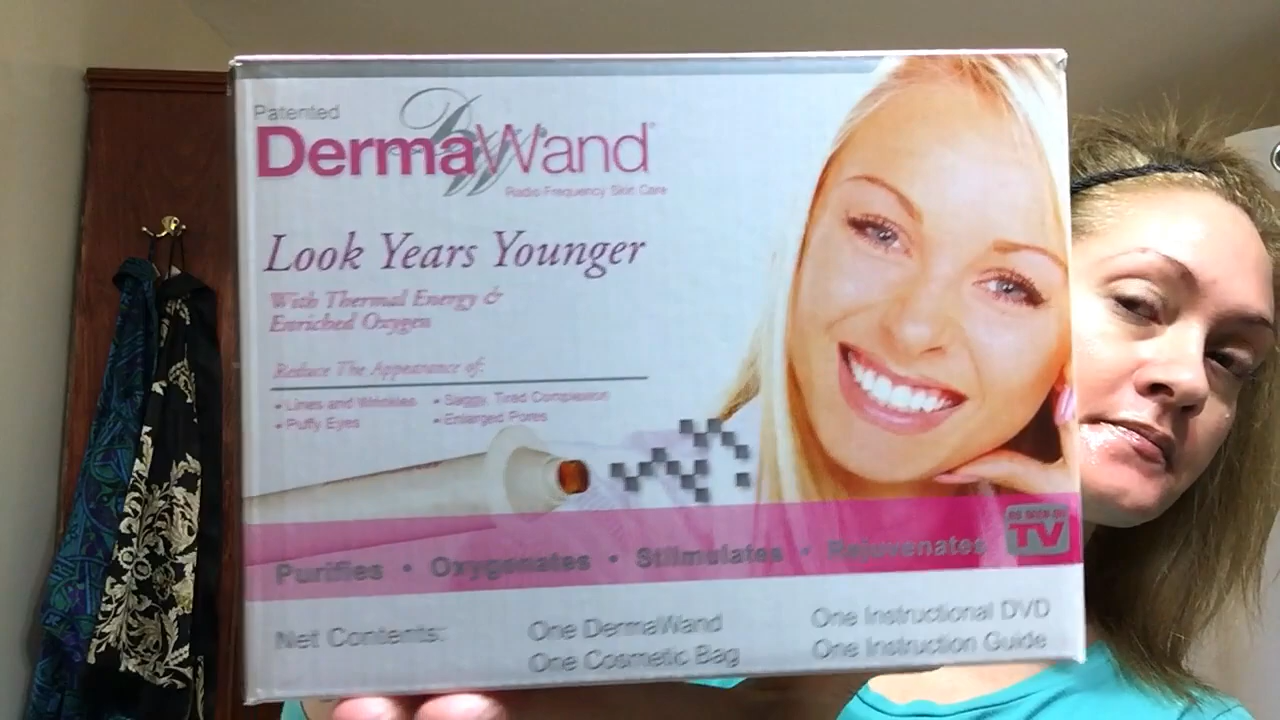 Patented
DermaWand
Radio Frequency Skin Care
Look Years Younger
With Thermal Energy &
Enriched Oxygen
Reduce The Appearance of:
• Lines and Wrinkles • Saggy, Tired Complexion
• Puffy Eyes • Enlarged Pores
AS SEEN ON
TV
Purifies • Oxygenates • Stiimulates • Rejuvenates
Net Contents: One DermaWand One Instructional DVD
One Cosmetic Bag One Instruction Guide